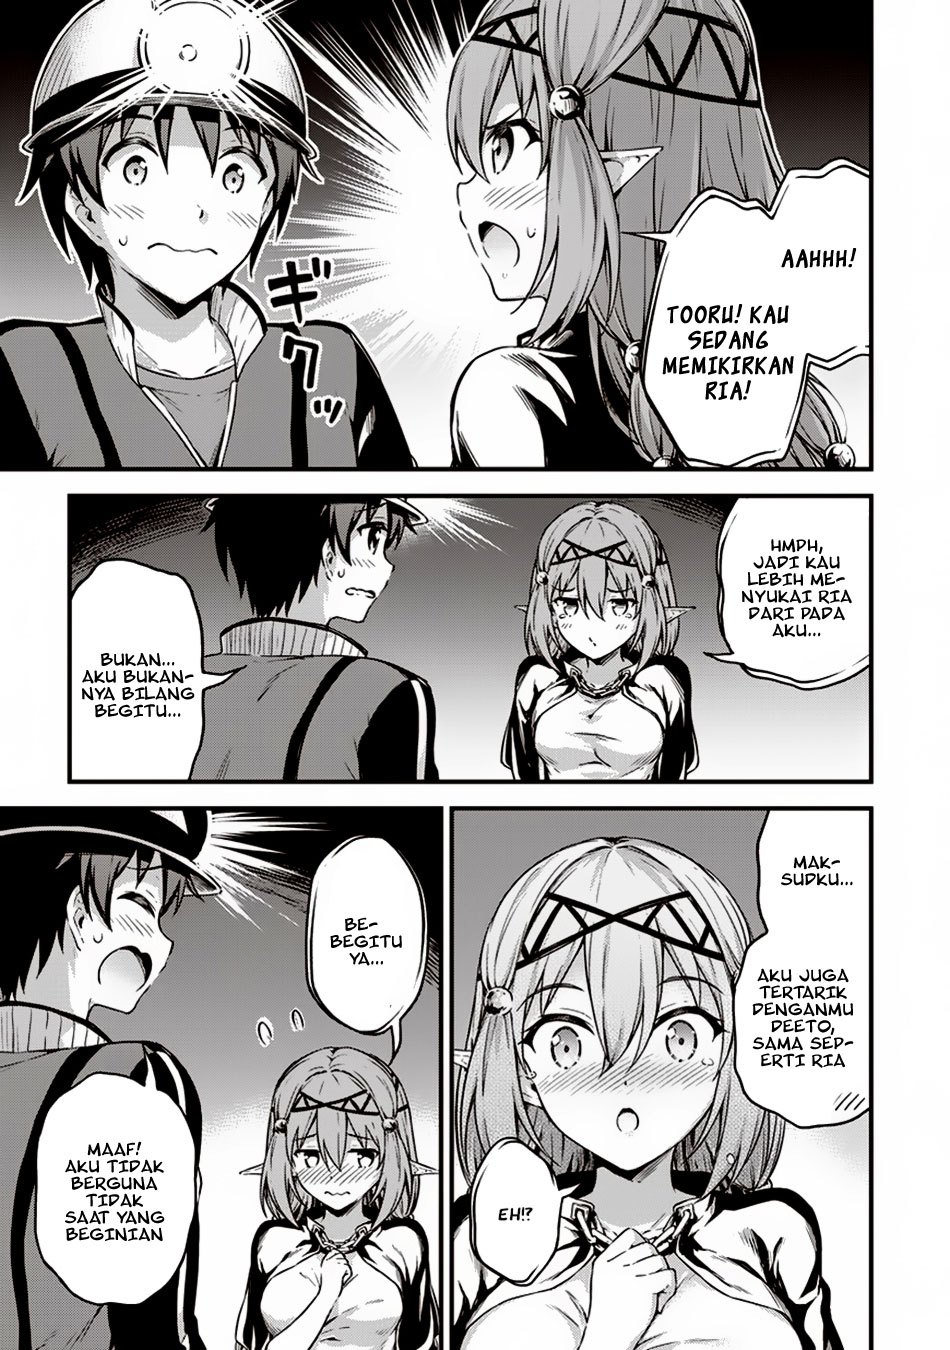 AAHHH!
TOORU! KAU
SEDANG
MEMIKIRKAN
RIA!
ギ
ク
ッ
HMPH,
JADI KAU
LEBIH ME-
NYUKAI RIA
DARI PADA
AKU...
BUKAN...
AKU BUKAN-
NYA BILANG
BEGITU...
MAK-
SUDKU...
AKU JUGA
TERTARIK
DENGANMU
DEETO,
SAMA SEP-
ERTI RIA
EH!?
BE-
BEGITU
YA...
MAAF!
AKU TIDAK
BERGUNA
TIDAK
SAAT YANG
BEGINIAN